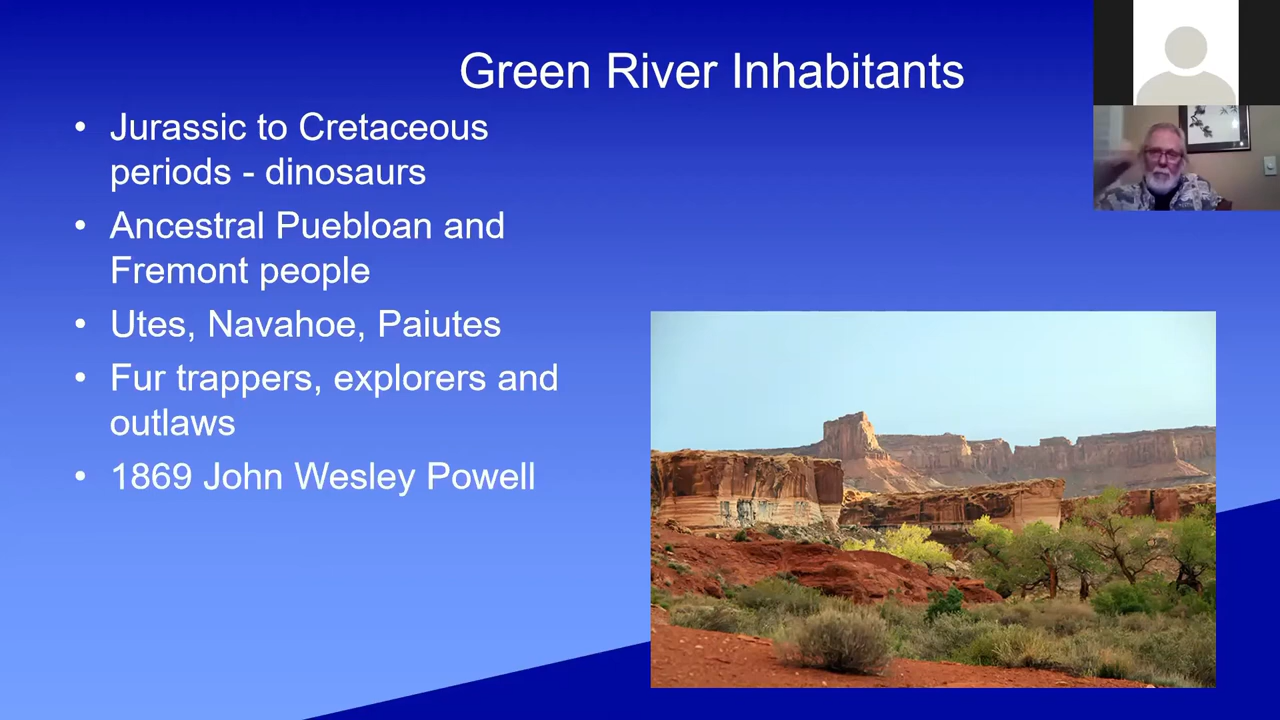 Green River Inhabitants
• Jurassic to Cretaceous
periods - dinosaurs
• Ancestral Puebloan and
Fremont people
• Utes, Navahoe, Paiutes
• Fur trappers, explorers and
outlaws
• 1869 John Wesley Powell